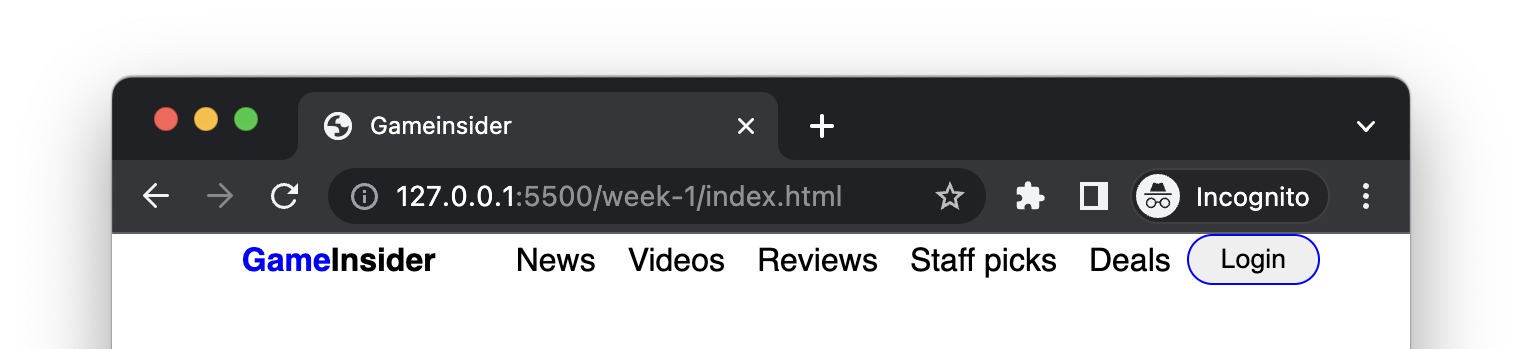 Gameinsider
127.0.0.1:5500/week-1/index.html Incognito
GameInsider News Videos Reviews Staff picks Deals Login